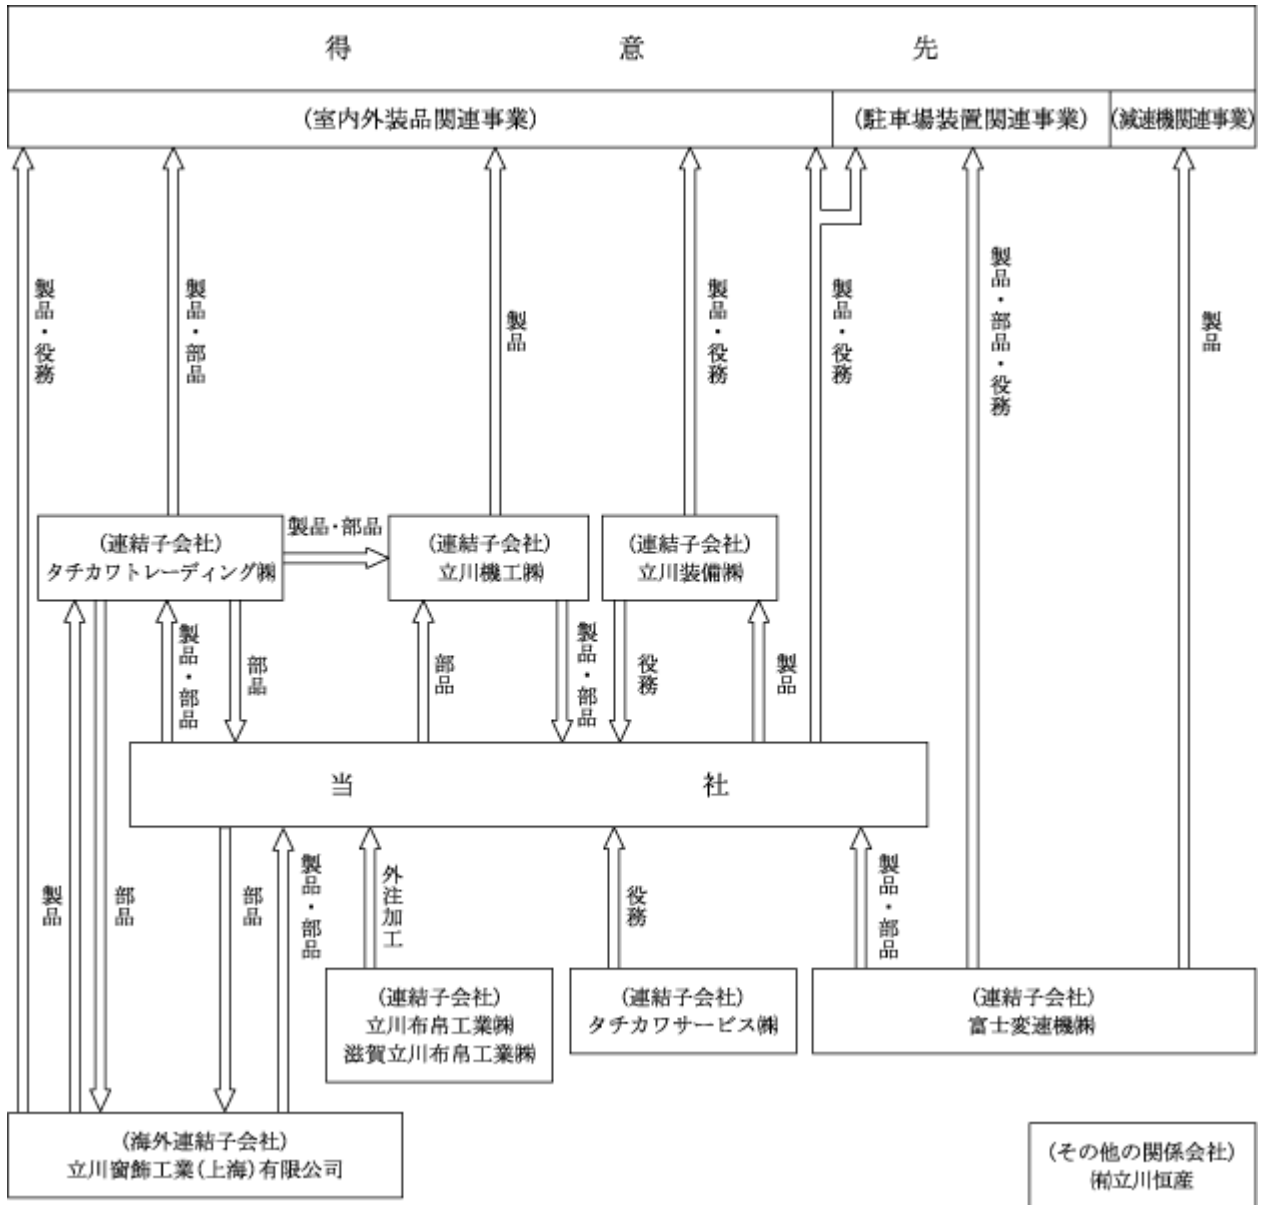 得意先
(室内外装品関連事業)
(駐車場装置関連事業)
(減速機関連事業)
製品・役務
製品・部品
製品
製品・役務
製品・役務
製品・部品・役務
製品
(連結子会社)
タチカワトレーディング㈱
製品・部品
(連結子会社)
立川機工㈱
(連結子会社)
立川装備㈱
製品・部品
部品
部品
製品・部品
役務
製品
当社
製品
部品
部品
製品・部品
外注加工
役務
製品・部品
(連結子会社)
立川布帛工業㈱
滋賀立川布帛工業㈱
(連結子会社)
タチカワサービス㈱
(連結子会社)
富士変速機㈱
(海外連結子会社)
立川窗飾工業(上海)有限公司
(その他の関係会社)
㈲立川恒産